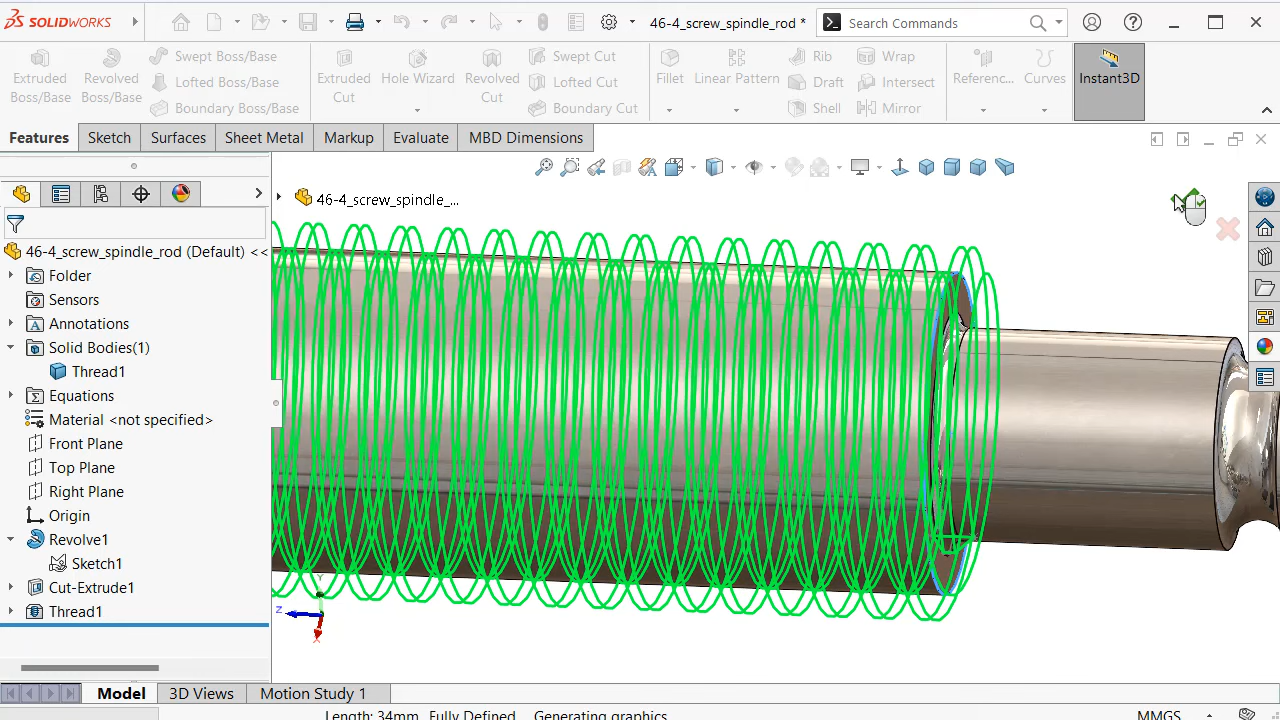 SOLIDWORKS
46-4_screw_spindle_rod *
Search Commands
Extruded Boss/Base
Revolved Boss/Base
Swept Boss/Base
Lofted Boss/Base
Boundary Boss/Base
Extruded Cut
Hole Wizard
Revolved Cut
Swept Cut
Lofted Cut
Boundary Cut
Fillet
Linear Pattern
Rib
Draft
Shell
Wrap
Intersect
Mirror
Referenc...
Curves
Instant3D
Features
Sketch
Surfaces
Sheet Metal
Markup
Evaluate
MBD Dimensions
46-4_screw_spindle_...
46-4_screw_spindle_rod (Default) <<
Folder
Sensors
Annotations
Solid Bodies(1)
Thread1
Equations
Material <not specified>
Front Plane
Top Plane
Right Plane
Origin
Revolve1
Sketch1
Cut-Extrude1
Thread1
Y
Z
X
Model
3D Views
Motion Study 1
Length: 34mm
Fully Defined
Generating graphics
MMGS